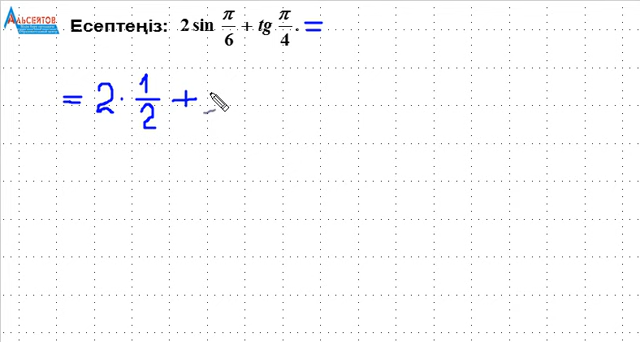 АЛЬСЕИТОВ
Есептеңіз: 2 sin π/6 + tg π/4. =
= 2 · 1/2 +